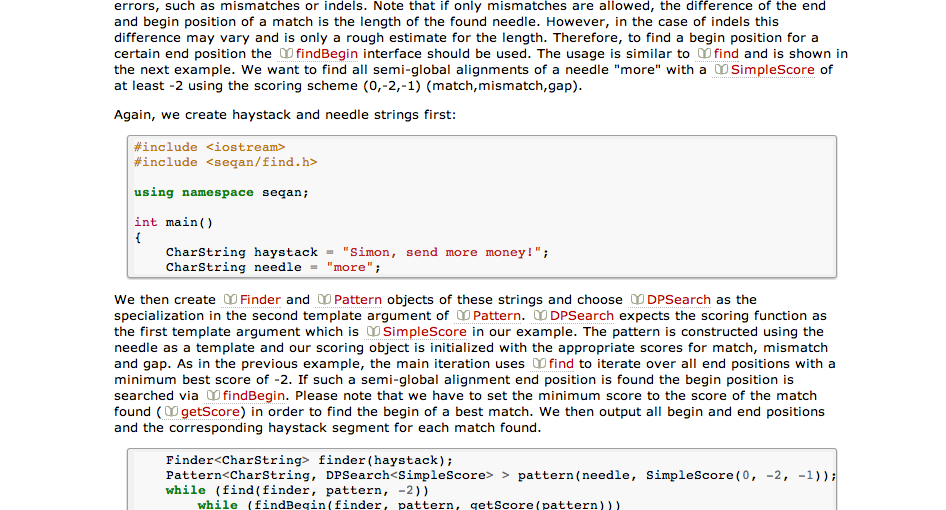 errors, such as mismatches or indels. Note that if only mismatches are allowed, the difference of the end
and begin position of a match is the length of the found needle. However, in the case of indels this
difference may vary and is only a rough estimate for the length. Therefore, to find a begin position for a
certain end position the findBegin interface should be used. The usage is similar to find and is shown in
the next example. We want to find all semi-global alignments of a needle "more" with a SimpleScore of
at least -2 using the scoring scheme (0,-2,-1) (match,mismatch,gap).
Again, we create haystack and needle strings first:
#include <iostream>
#include <seqan/find.h>
using namespace seqan;
int main()
{
CharString haystack = "Simon, send more money!";
CharString needle = "more";
We then create Finder and Pattern objects of these strings and choose DPSearch as the
specialization in the second template argument of Pattern. DPSearch expects the scoring function as
the first template argument which is SimpleScore in our example. The pattern is constructed using the
needle as a template and our scoring object is initialized with the appropriate scores for match, mismatch
and gap. As in the previous example, the main iteration uses find to iterate over all end positions with a
minimum best score of -2. If such a semi-global alignment end position is found the begin position is
searched via findBegin. Please note that we have to set the minimum score to the score of the match
found ( getScore) in order to find the begin of a best match. We then output all begin and end positions
and the corresponding haystack segment for each match found.
Finder<CharString> finder(haystack);
Pattern<CharString, DPSearch<SimpleScore> > pattern(needle, SimpleScore(0, -2, -1));
while (find(finder, pattern, -2))
while (findBegin(finder, pattern, getScore(pattern)))